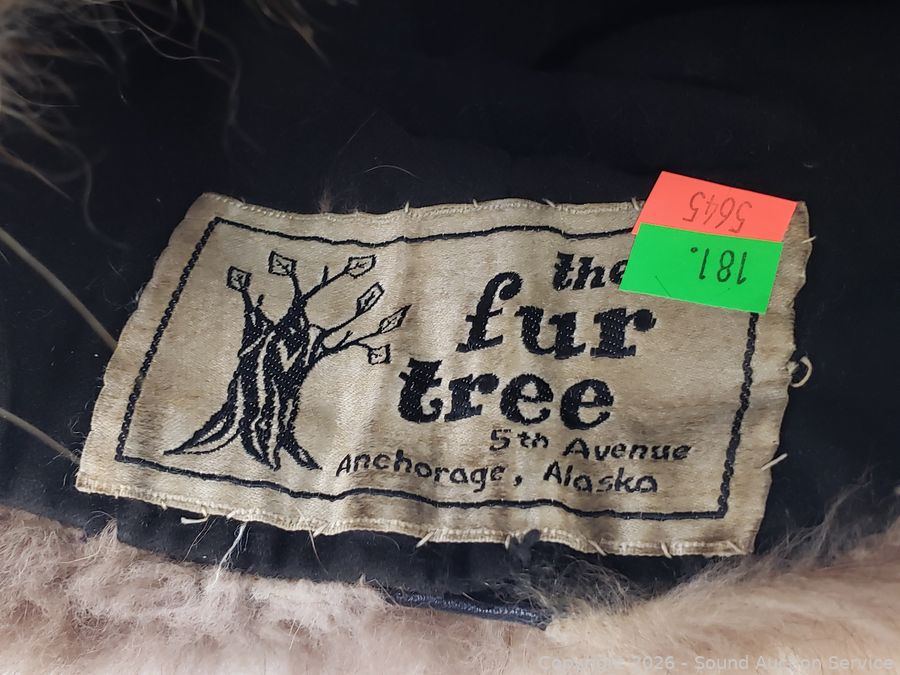 5645
181.
the
fur
tree
5th Avenue
Anchorage, Alaska
Copyright 2026 - Sound Auction Service